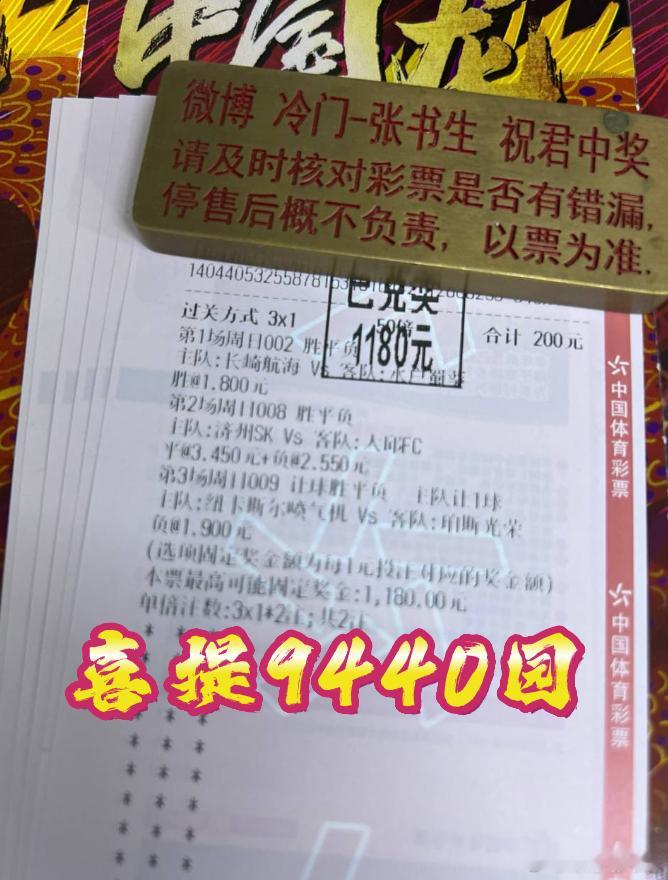 中国龙
微博 冷门-张书生 祝君中奖
请及时核对彩票是否有错漏,
停售后概不负责, 以票为准.
已兑奖
1180元
过关方式 3x1 50倍 合计 200元
第1场周日002 胜平负
主队:长崎航海 Vs 客队:水户蜀葵
胜@1.800元
第2场周日008 胜平负
主队:济州SK Vs 客队:大田FC
平@3.450元+负@2.550元
第3场周日009 让球胜平负 主队让1球
主队:纽卡斯尔喷气机 Vs 客队:珀斯光荣
负@1.900元
(选项固定奖金额为每1元投注对应的奖金额)
本票最高可能固定奖金:1,180.00元
单倍注数:3x1*2注;共2注
喜提9440园
中国体育彩票
中国体育彩票